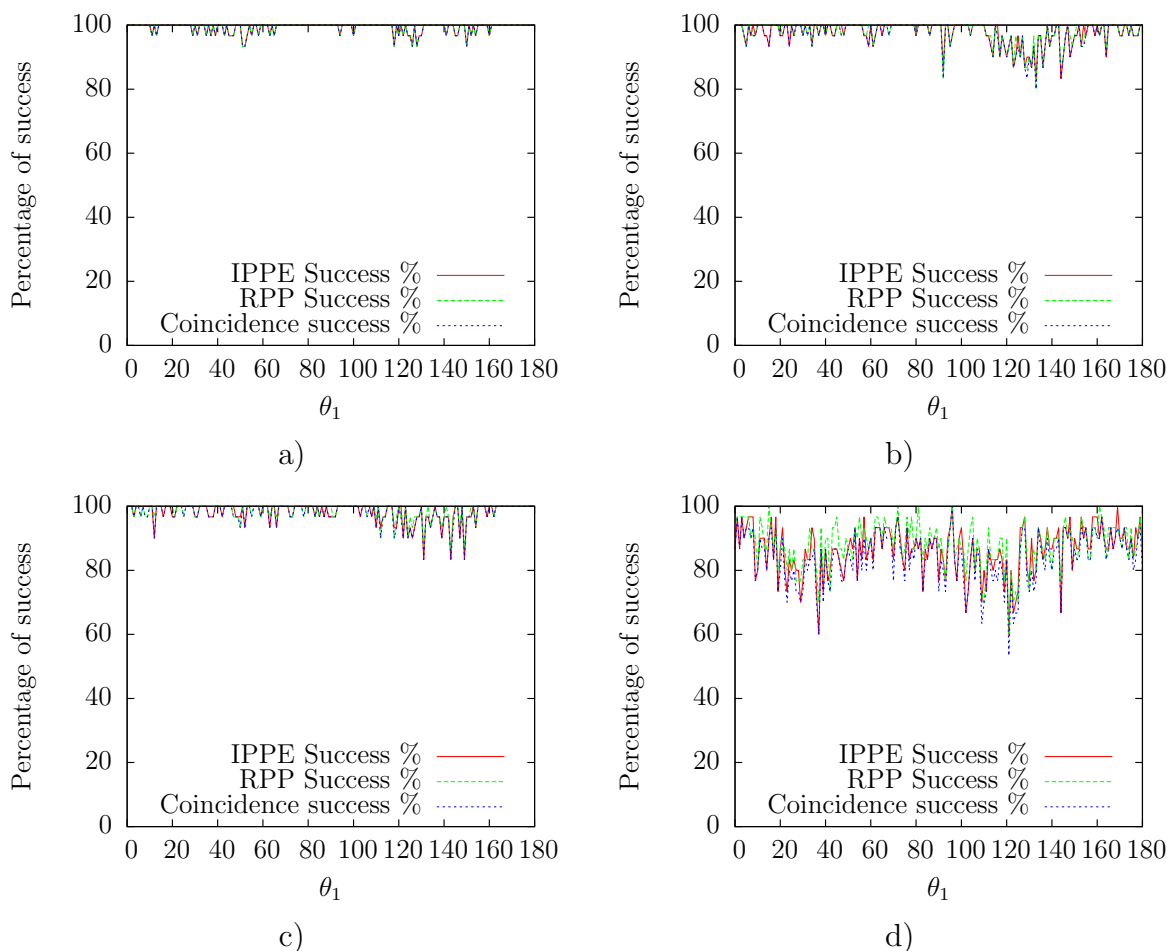 Percentage of success
100
80
60
40
20
0
IPPE Success %
RPP Success %
Coincidence success %
0 20 40 60 80 100 120 140 160 180
θ1
a)
Percentage of success
100
80
60
40
20
0
IPPE Success %
RPP Success %
Coincidence success %
0 20 40 60 80 100 120 140 160 180
θ1
b)
Percentage of success
100
80
60
40
20
0
IPPE Success %
RPP Success %
Coincidence success %
0 20 40 60 80 100 120 140 160 180
θ1
c)
Percentage of success
100
80
60
40
20
0
IPPE Success %
RPP Success %
Coincidence success %
0 20 40 60 80 100 120 140 160 180
θ1
d)